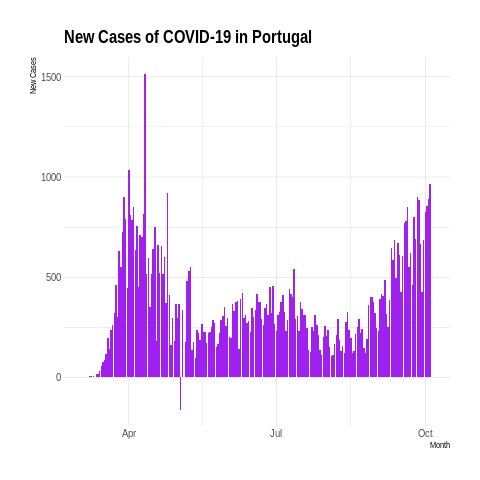 New Cases of COVID-19 in Portugal
New Cases
1500
1000
500
0
Apr
Jul
Oct
Month